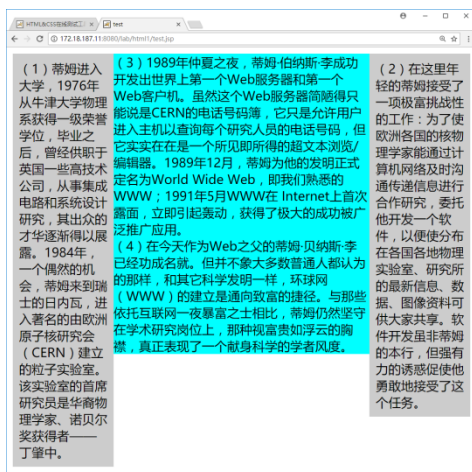 HTML&CSS在线测试工具
test
172.18.187.11:8080/lab/html1/test.jsp
（1）蒂姆进入
大学，1976年
从牛津大学物理
系获得一级荣誉
学位，毕业之
后，曾经供职于
英国一些高技术
公司，从事集成
电路和系统设计
研究，其出众的
才华逐渐得以展
露。1984年，
一个偶然的机
会，蒂姆来到瑞
士的日内瓦，进
入著名的由欧洲
原子核研究会
（CERN）建立
的粒子实验室。
该实验室的首席
研究员是华裔物
理学家、诺贝尔
奖获得者——
丁肇中。
（3）1989年仲夏之夜，蒂姆·伯纳斯·李成功
开发出世界上第一个Web服务器和第一个
Web客户机。虽然这个Web服务器简陋得只
能说是CERN的电话号码簿，它只是允许用户
进入主机以查询每个研究人员的电话号码，但
它实实在在是一个所见即所得的超文本浏览/
编辑器。1989年12月，蒂姆为他的发明正式
定名为World Wide Web，即我们熟悉的
WWW；1991年5月WWW在 Internet上首次
露面，立即引起轰动，获得了极大的成功被广
泛推广应用。
（4）在今天作为Web之父的蒂姆·贝纳斯·李
已经功成名就。但并不象大多数普通人都认为
的那样，和其它科学发明一样，环球网
（WWW）的建立是通向致富的捷径。与那些
依托互联网一夜暴富之士相比，蒂姆仍然坚守
在学术研究岗位上，那种视富贵如浮云的胸
襟，真正表现了一个献身科学的学者风度。
（2）在这里年
轻的蒂姆接受了
一项极富挑战性
的工作：为了使
欧洲各国的核物
理学家能通过计
算机网络及时沟
通传递信息进行
合作研究，委托
他开发一个软
件，以便使分布
在各国各地物理
实验室、研究所
的最新信息、数
据、图像资料可
供大家共享。软
件开发虽非蒂姆
的本行，但强有
力的诱惑促使他
勇敢地接受了这
个任务。